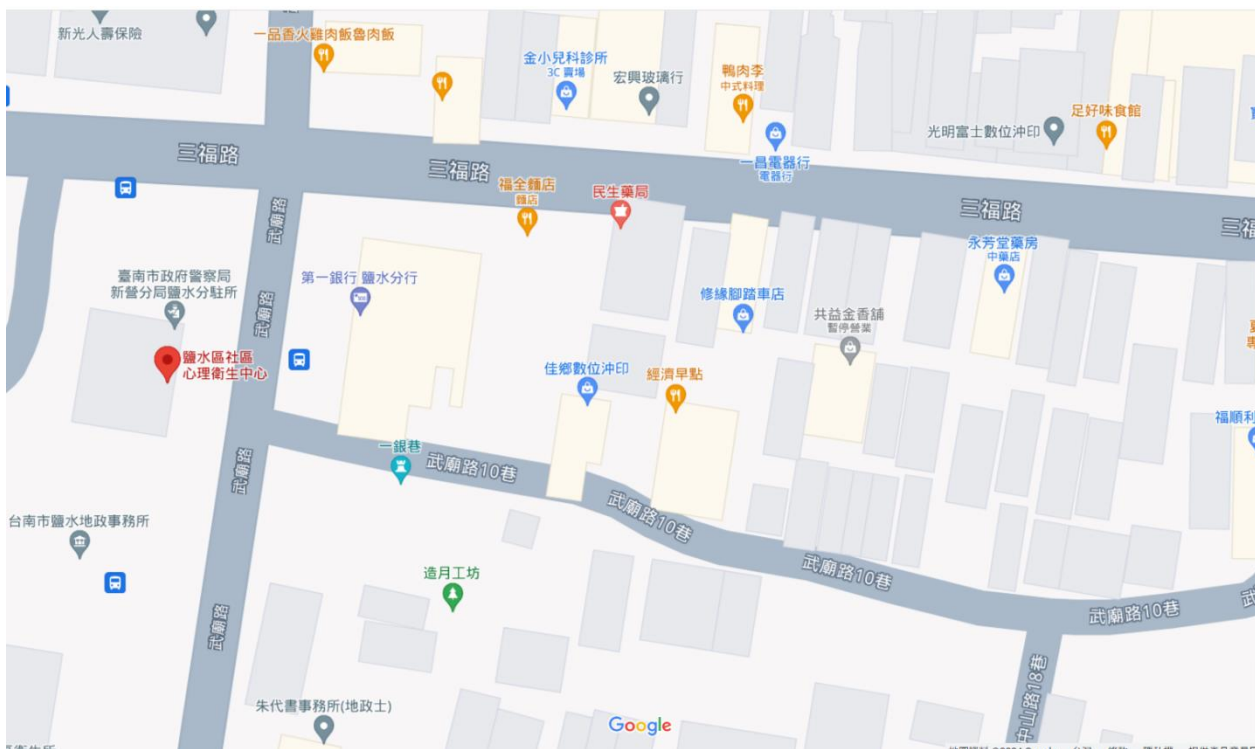 新光人壽保險
一品香火雞肉飯魯肉飯
金小兒科診所
3C 賣場
宏興玻璃行
鴨肉李
中式料理
光明富士數位沖印
足好味食館
一昌電器行
電器行
三福路
三福路
三福路
三福
福全麵店
麵店
民生藥局
武廟路
永芳堂藥房
中藥店
臺南市政府警察局
新營分局鹽水分駐所
第一銀行 鹽水分行
武廟路
修緣腳踏車店
共益金香舖
暫停營業
鹽水區社區
心理衛生中心
佳鄉數位沖印
經濟早點
福順利
一銀巷
武廟路10巷
武廟路
武廟路10巷
台南市鹽水地政事務所
武廟路10巷
造月工坊
武廟路10巷
武廟路
中山路18巷
朱代書事務所(地政士)
Google